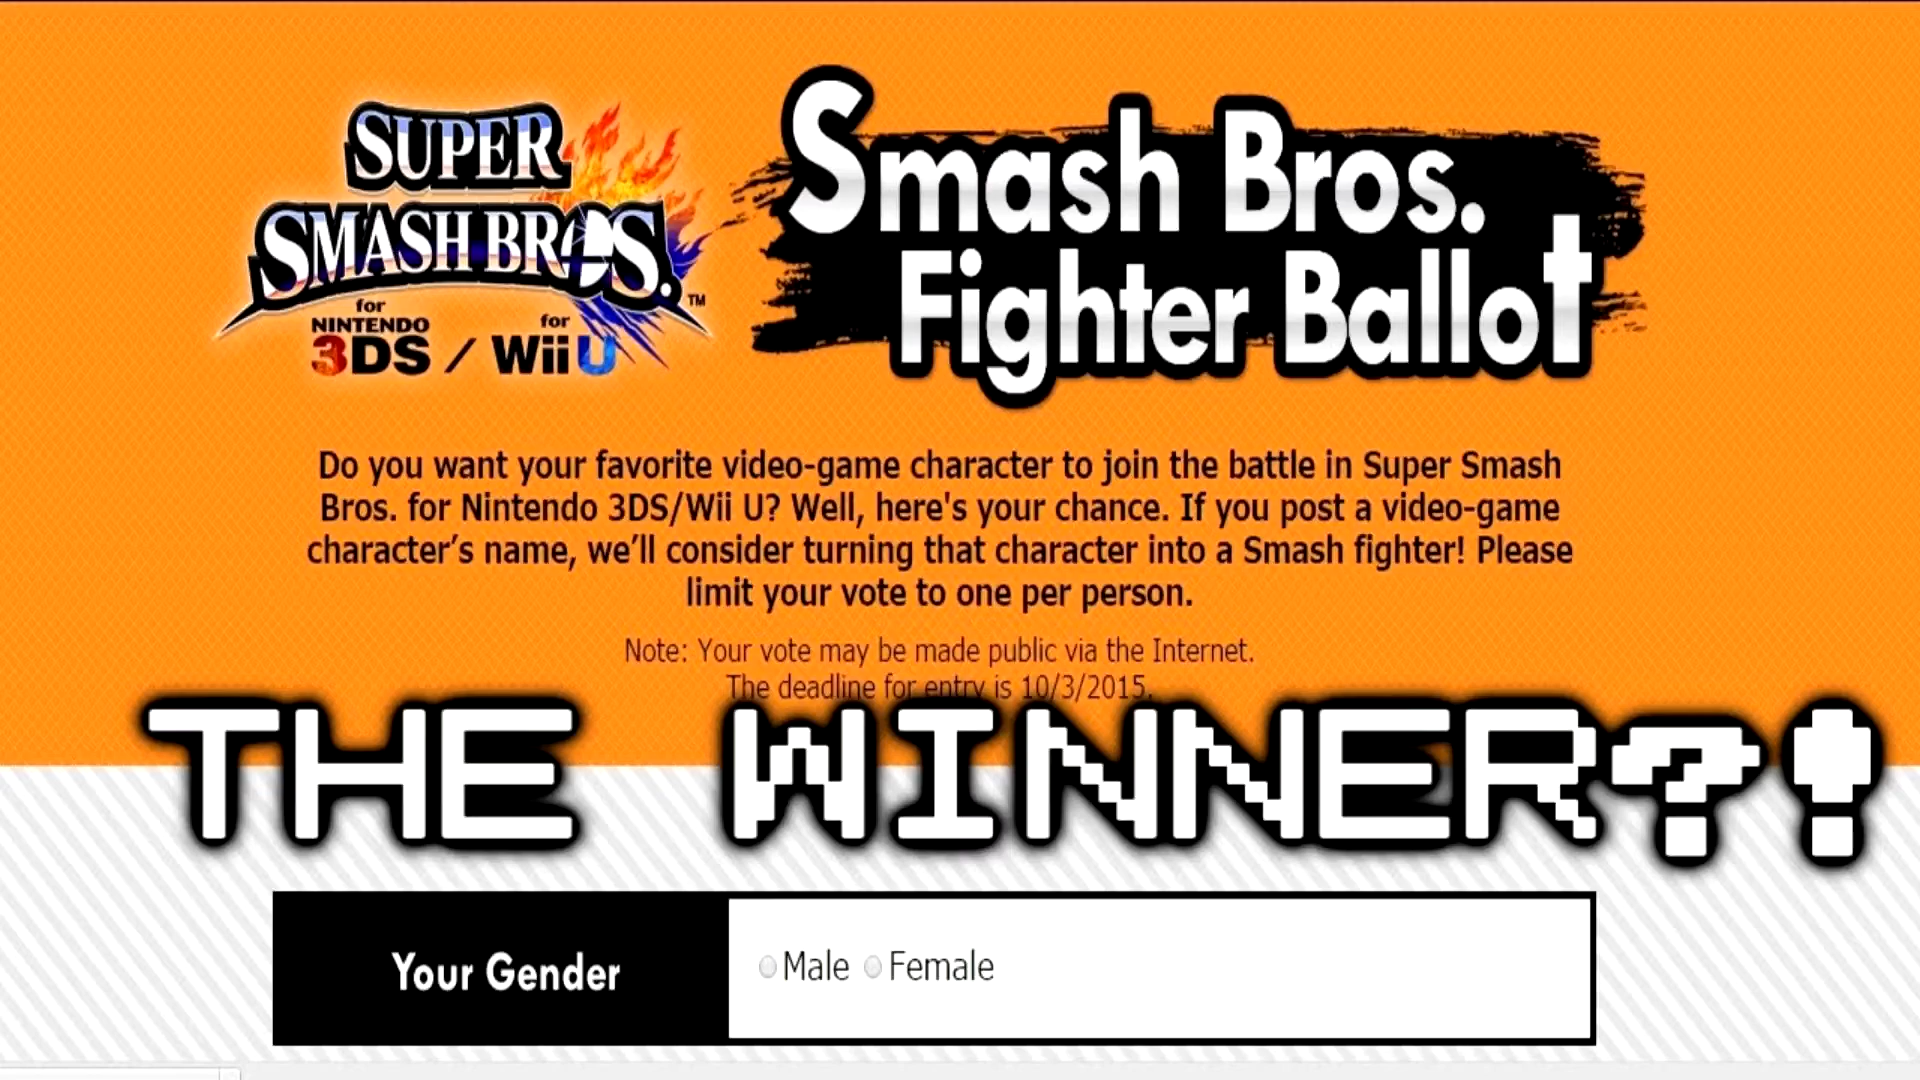 SUPER
SMASH BROS.™
for NINTENDO 3DS / for Wii U
Smash Bros.
Fighter Ballot
Do you want your favorite video-game character to join the battle in Super Smash
Bros. for Nintendo 3DS/Wii U? Well, here's your chance. If you post a video-game
character’s name, we’ll consider turning that character into a Smash fighter! Please
limit your vote to one per person.
Note: Your vote may be made public via the Internet.
The deadline for entry is 10/3/2015.
THE WINNER?!
Your Gender
Male Female